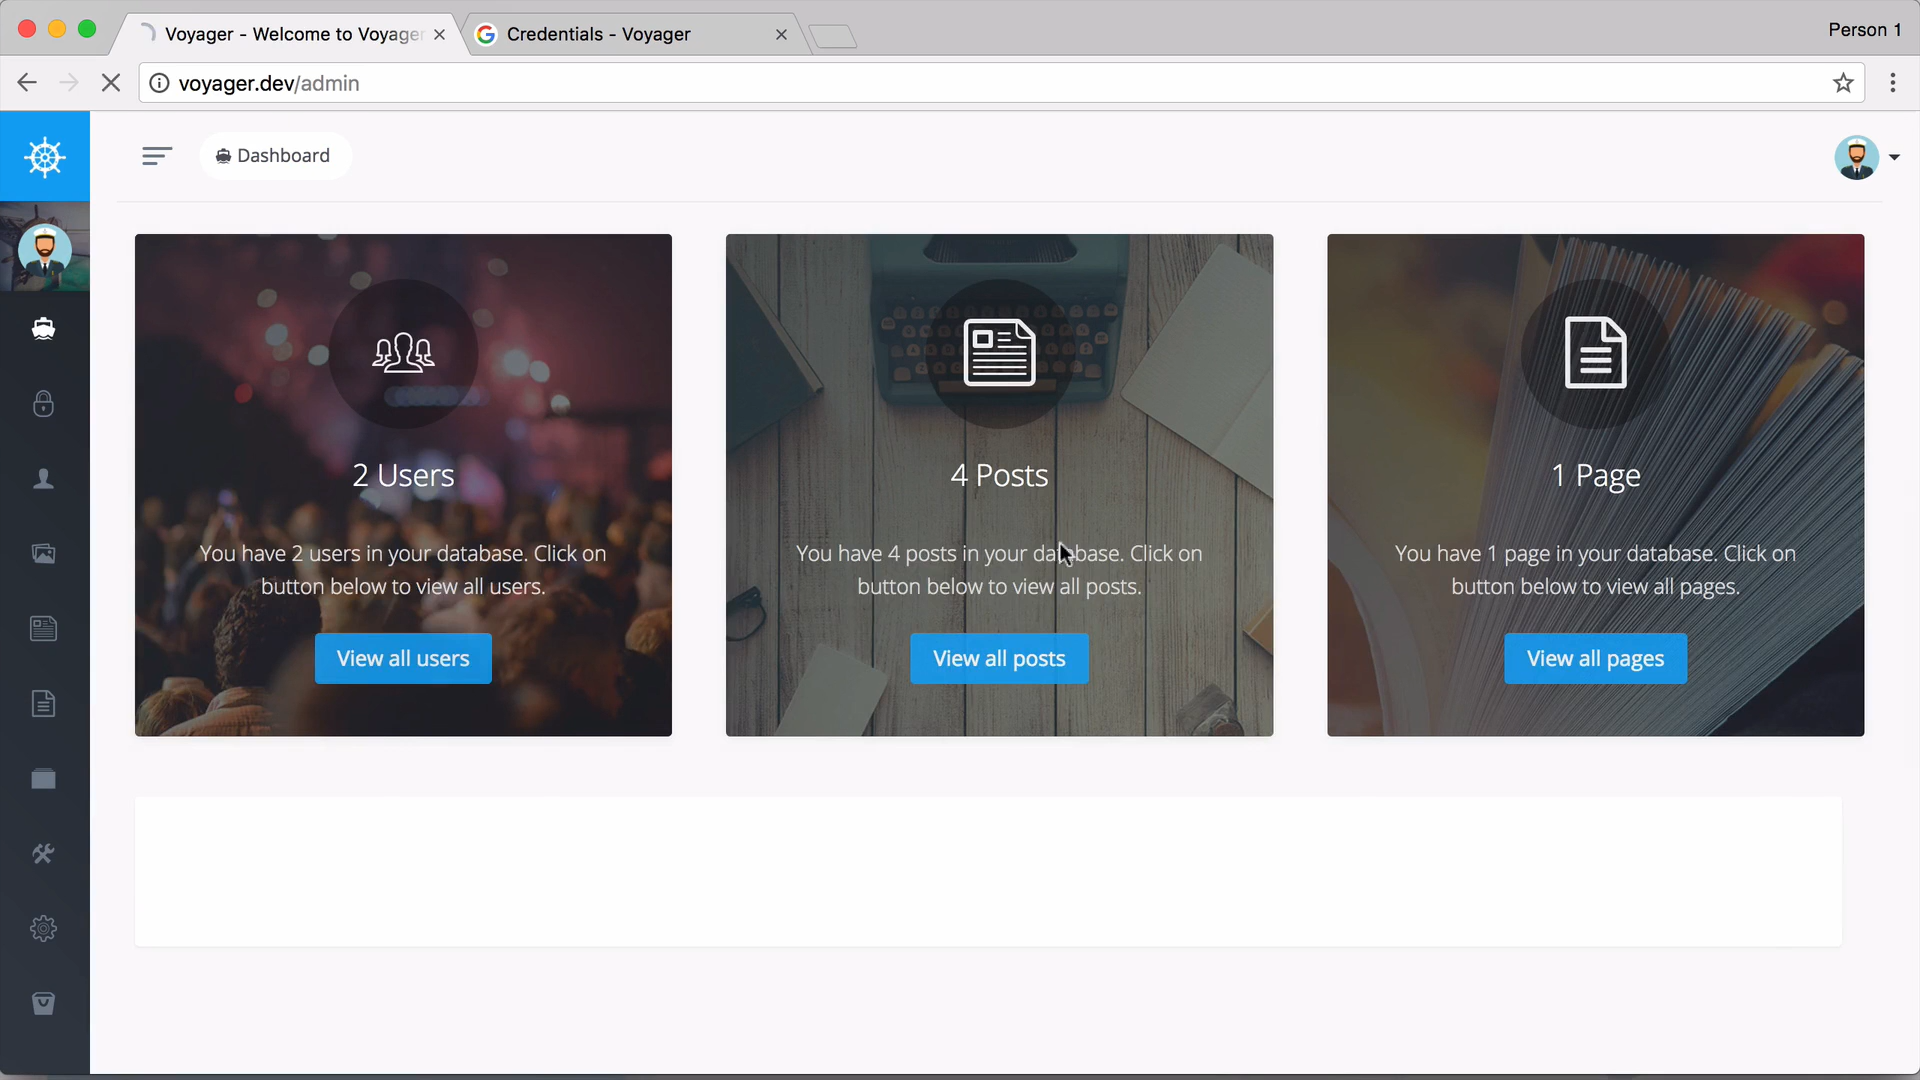 Voyager - Welcome to Voyager
Credentials - Voyager
Person 1
voyager.dev/admin
Dashboard
2 Users
You have 2 users in your database. Click on
button below to view all users.
View all users
4 Posts
You have 4 posts in your database. Click on
button below to view all posts.
View all posts
1 Page
You have 1 page in your database. Click on
button below to view all pages.
View all pages